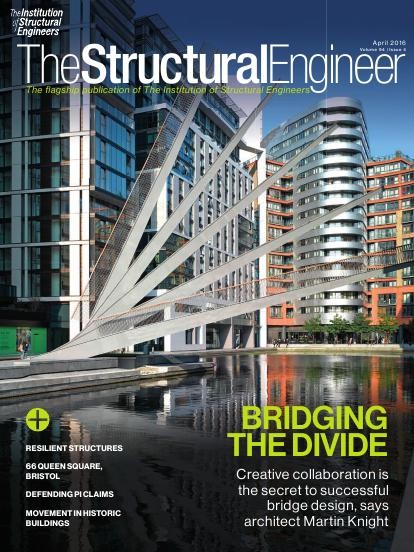 The Institution
of Structural
Engineers
April 2016
Volume 94 | Issue 4
TheStructuralEngineer
The flagship publication of The Institution of Structural Engineers
BRIDGING
THE DIVIDE
Creative collaboration is
the secret to successful
bridge design, says
architect Martin Knight
RESILIENT STRUCTURES
66 QUEEN SQUARE,
BRISTOL
DEFENDING PI CLAIMS
MOVEMENT IN HISTORIC
BUILDINGS